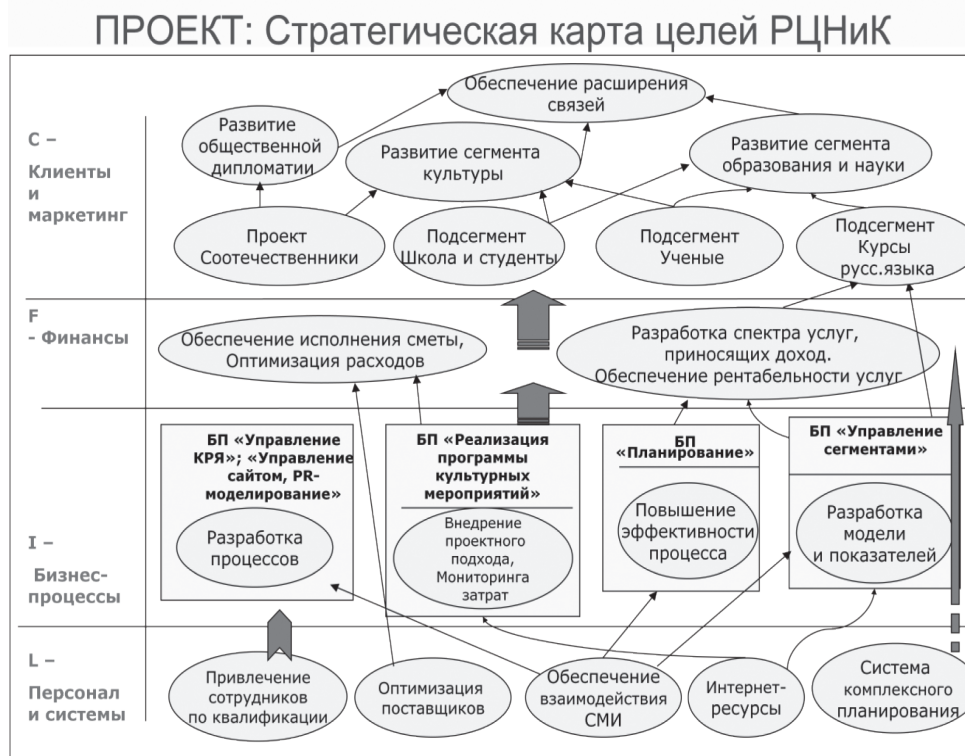 ПРОЕКТ: Стратегическая карта целей РЦНиК
С –
Клиенты
и
маркетинг
Обеспечение расширения
связей
Развитие
общественной
дипломатии
Развитие сегмента
культуры
Развитие сегмента
образования и науки
Проект
Соотечественники
Подсегмент
Школа и студенты
Подсегмент
Ученые
Подсегмент
Курсы
русс.языка
F
- Финансы
Обеспечение исполнения сметы,
Оптимизация расходов
Разработка спектра услуг,
приносящих доход.
Обеспечение рентабельности услуг
I –
Бизнес-
процессы
БП «Управление
КРЯ»; «Управление
сайтом, PR-
моделирование»
Разработка
процессов
БП «Реализация
программы
культурных
мероприятий»
Внедрение
проектного
подхода,
Мониторинга
затрат
БП
«Планирование»
Повышение
эффективности
процесса
БП «Управление
сегментами»
Разработка
модели
и показателей
L –
Персонал
и системы
Привлечение
сотрудников
по квалификации
Оптимизация
поставщиков
Обеспечение
взаимодействия
СМИ
Интернет-
ресурсы
Система
комплексного
планирования